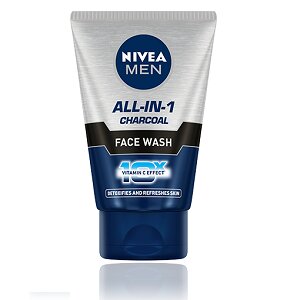 NIVEA
MEN
ALL-IN-1
CHARCOAL
FACE WASH
10X
VITAMIN C EFFECT
DETOXIFIES AND REFRESHES SKIN